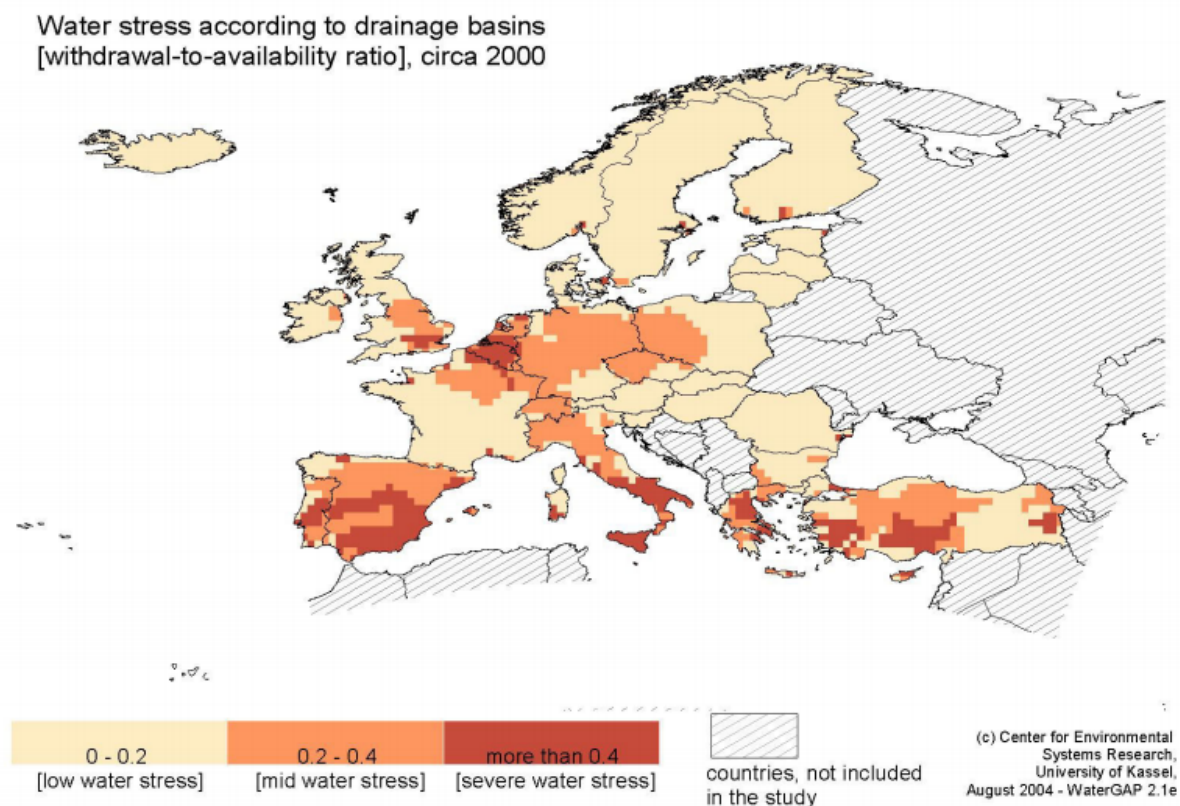 Water stress according to drainage basins
[withdrawal-to-availability ratio], circa 2000
0 - 0.2
[low water stress]
0.2 - 0.4
[mid water stress]
more than 0.4
[severe water stress]
countries, not included
in the study
(c) Center for Environmental
Systems Research,
University of Kassel,
August 2004 - WaterGAP 2.1e